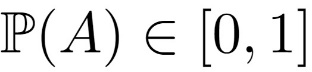 ℙ(A) ∈ [0, 1]